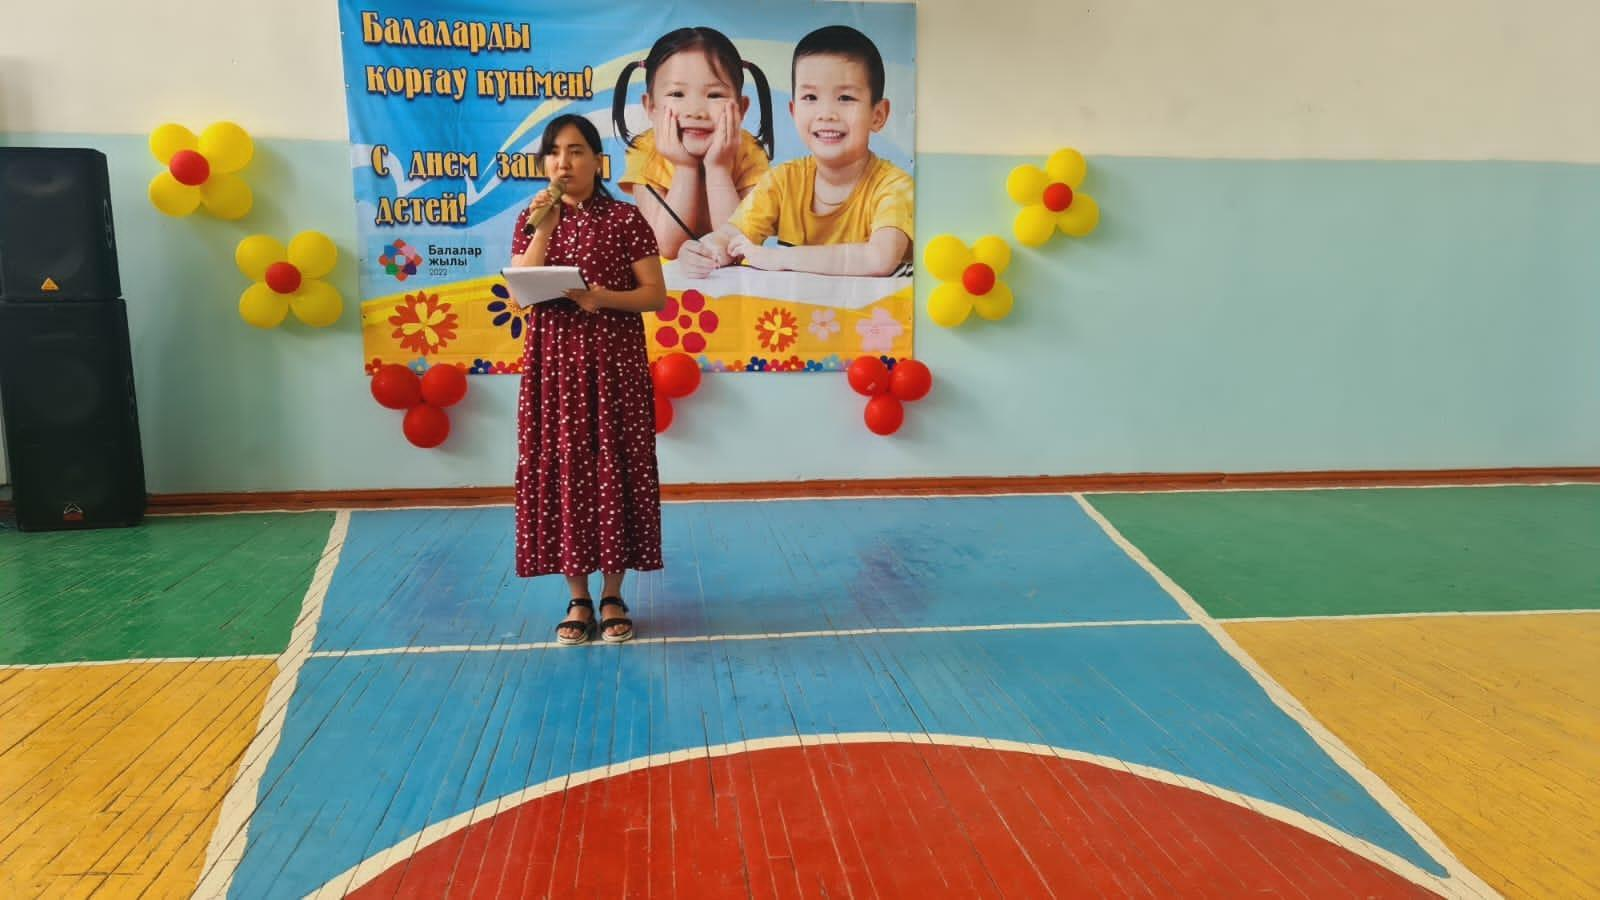 Балаларды
қорғау күнімен!
С днем
детей!
Балалар
жылы
2022